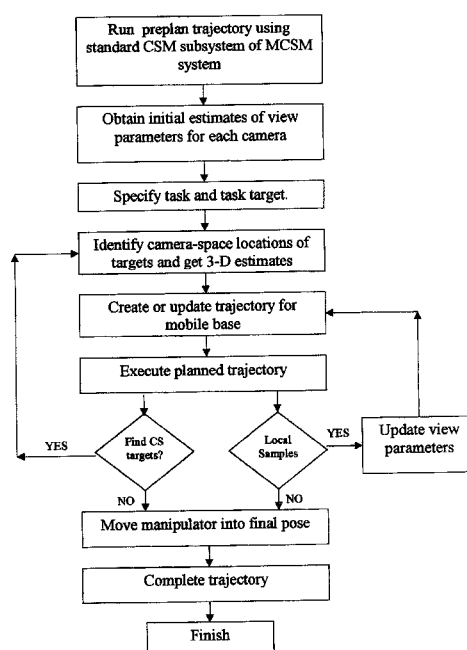 Run preplan trajectory using
standard CSM subsystem of MCSM
system
Obtain initial estimates of view
parameters for each camera
Specify task and task target.
Identify camera-space locations of
targets and get 3-D estimates
Create or update trajectory for
mobile base
Execute planned trajectory
YES
Find CS
targets?
Local
Samples
YES
Update view
parameters
NO
NO
Move manipulator into final pose
Complete trajectory
Finish